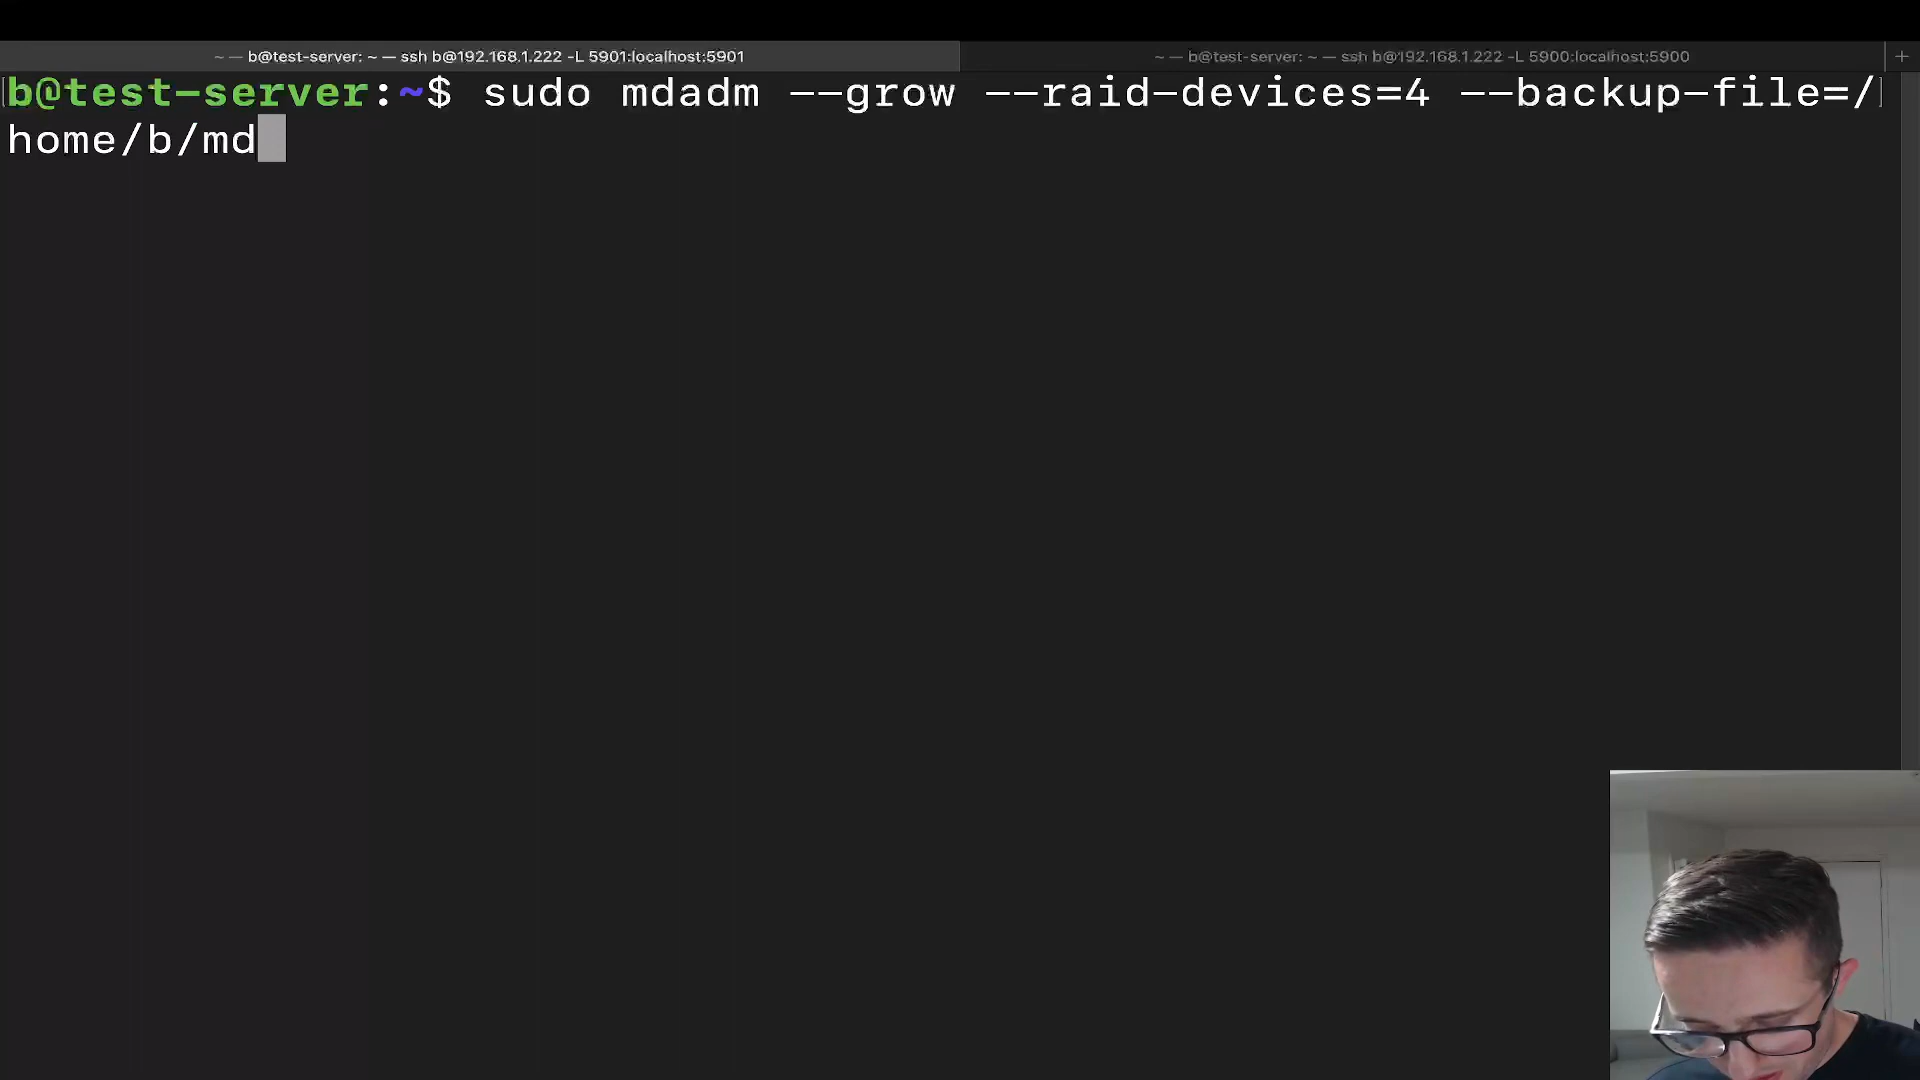 ~ — b@test-server: ~ — ssh b@192.168.1.222 -L 5901:localhost:5901
~ — b@test-server: ~ — ssh b@192.168.1.222 -L 5900:localhost:5900
+
b@test-server:~$ sudo mdadm --grow --raid-devices=4 --backup-file=/
home/b/md